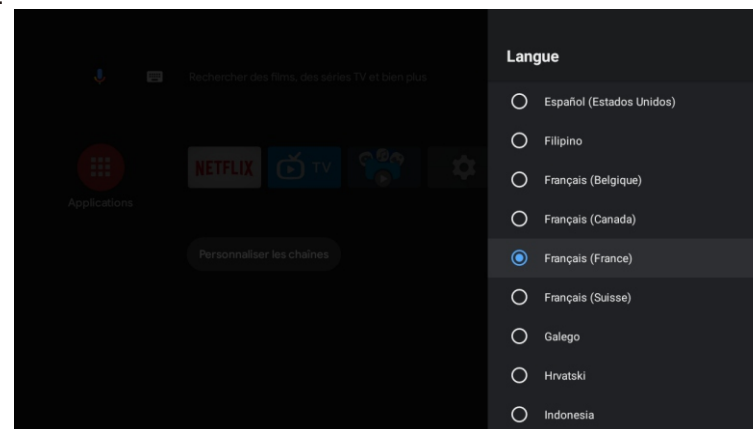 Rechercher des films, des séries TV et bien plus
NETFLIX
TV
Applications
Personnaliser les chaînes
Langue
Español (Estados Unidos)
Filipino
Français (Belgique)
Français (Canada)
Français (France)
Français (Suisse)
Galego
Hrvatski
Indonesia